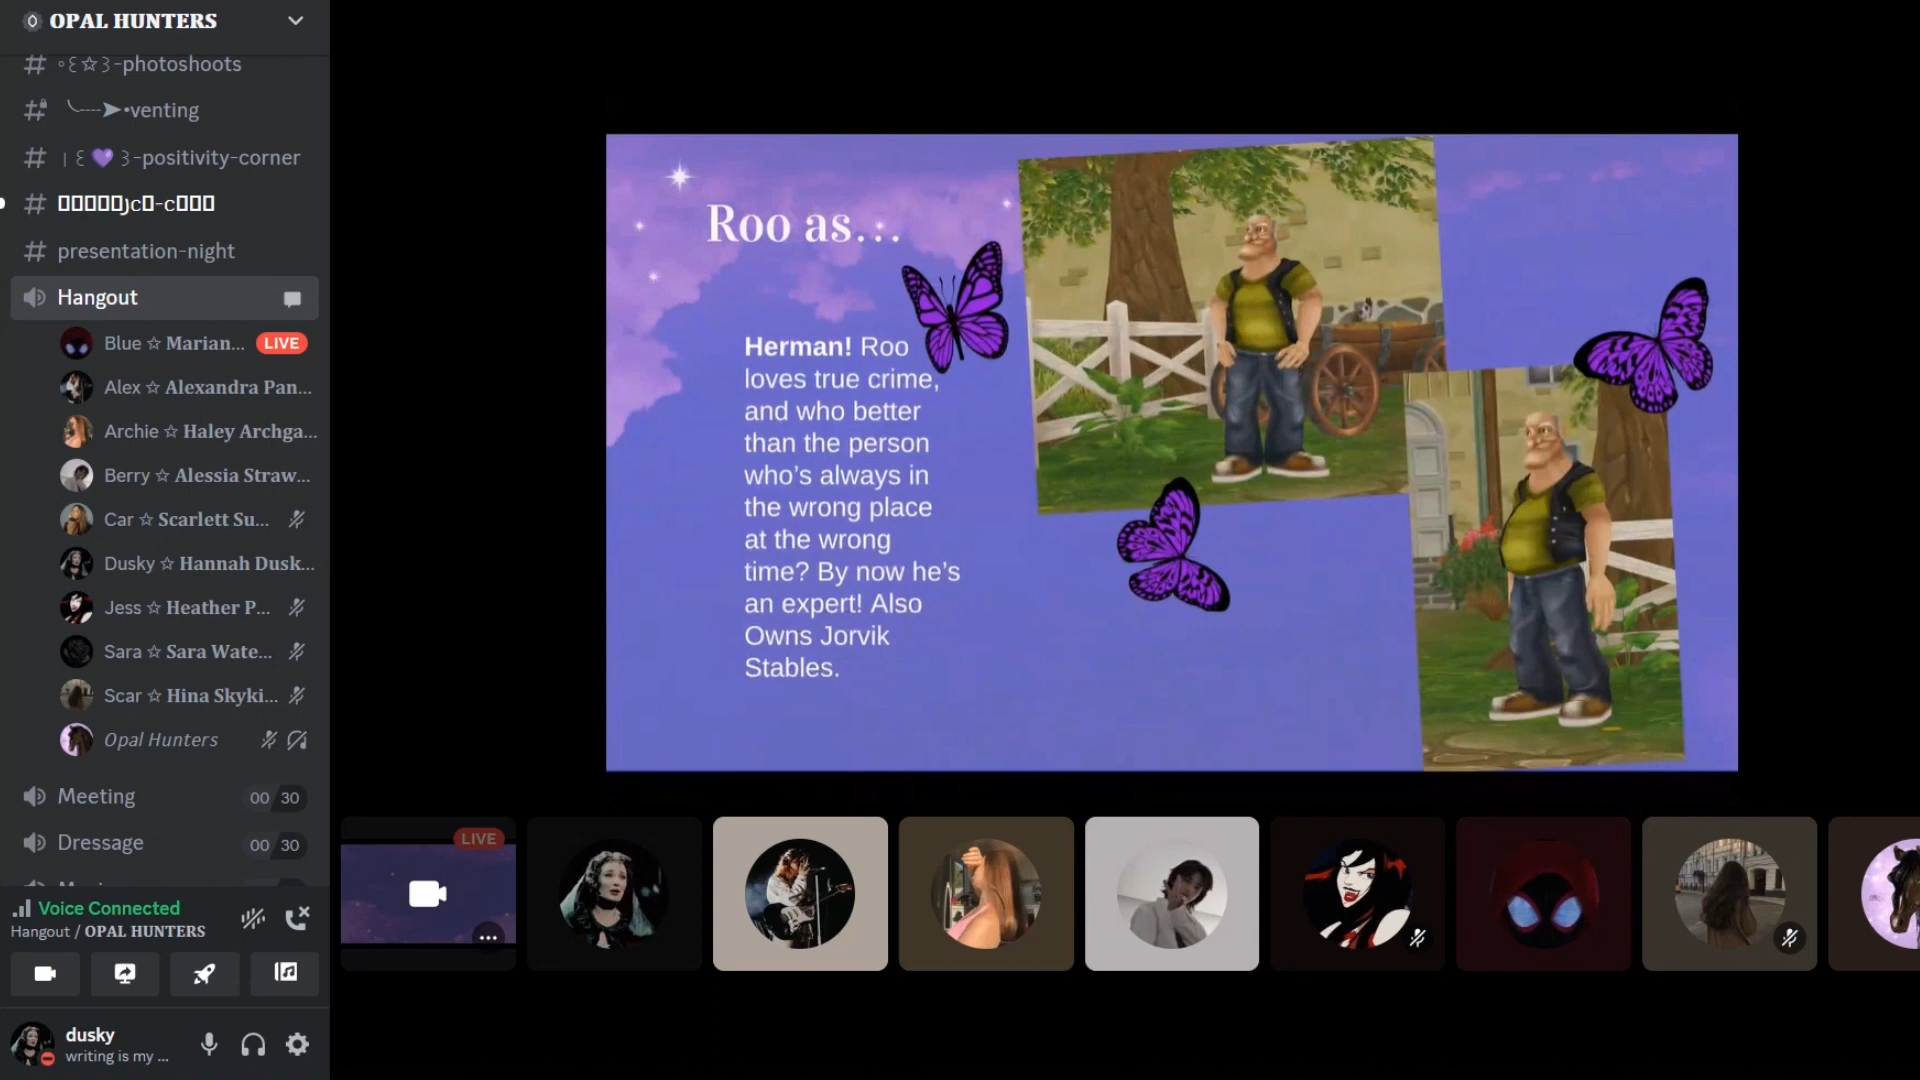 OPAL HUNTERS
◦꒰☆꒱-photoshoots
╰┈➤•venting
| ꒰💜꒱-positivity-corner
presentation-night
Hangout
Blue ☆ Marian... LIVE
Alex ☆ Alexandra Pan...
Archie ☆ Haley Archga...
Berry ☆ Alessia Straw...
Car ☆ Scarlett Su...
Dusky ☆ Hannah Dusk...
Jess ☆ Heather P...
Sara ☆ Sara Wate...
Scar ☆ Hina Skyki...
Opal Hunters
Meeting 00 30
Dressage 00 30
Voice Connected
Hangout / OPAL HUNTERS
dusky
writing is my ...
Roo as...
Herman! Roo
loves true crime,
and who better
than the person
who's always in
the wrong place
at the wrong
time? By now he's
an expert! Also
Owns Jorvik
Stables.
LIVE